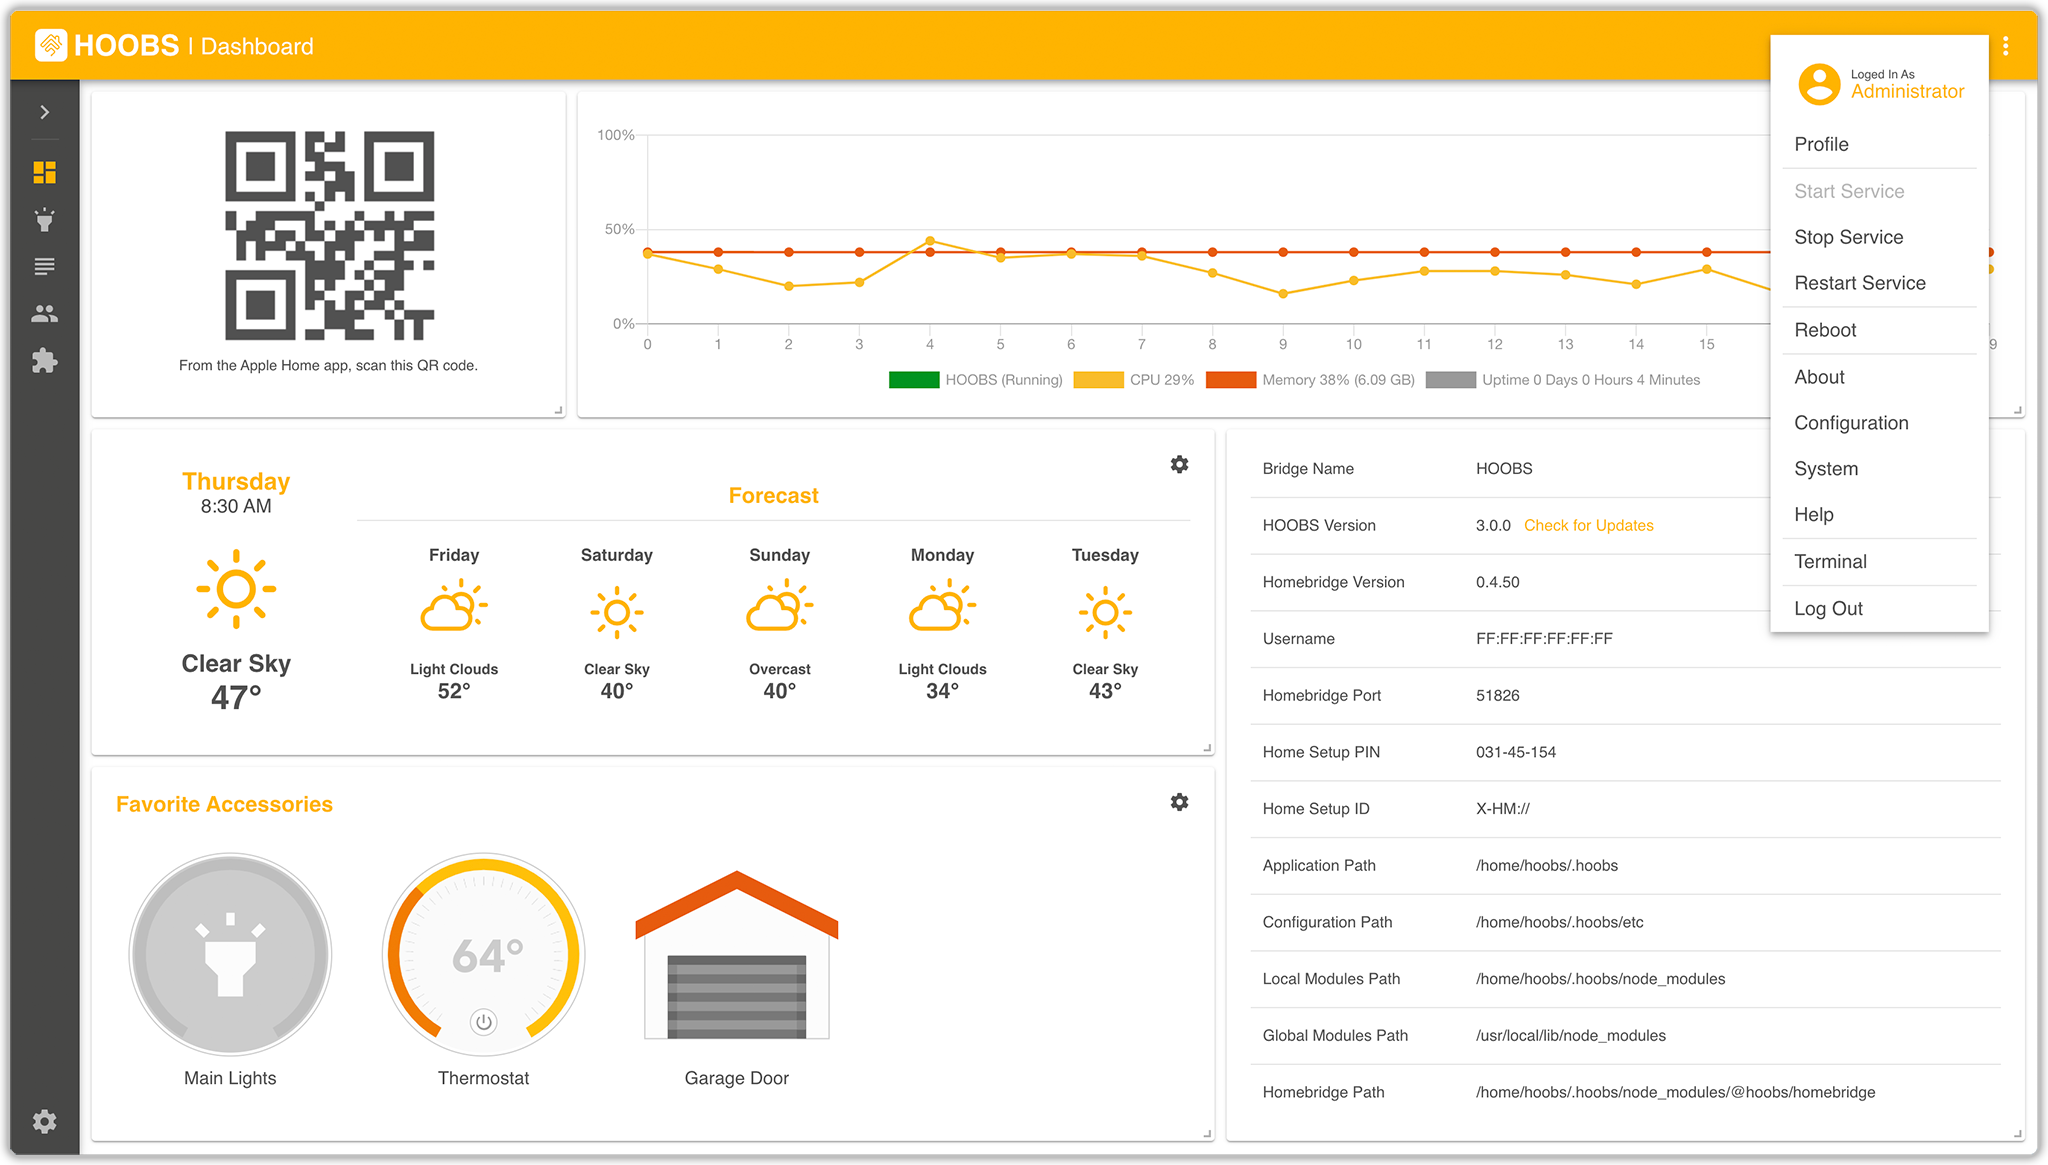 HOOBS | Dashboard
Loged In As
Administrator
Profile
Start Service
Stop Service
Restart Service
Reboot
About
Configuration
System
Help
Terminal
Log Out
From the Apple Home app, scan this QR code.
100%
50%
0%
0 1 2 3 4 5 6 7 8 9 10 11 12 13 14 15 9
HOOBS (Running) CPU 29% Memory 38% (6.09 GB) Uptime 0 Days 0 Hours 4 Minutes
Thursday
8:30 AM
Clear Sky
47°
Forecast
Friday Saturday Sunday Monday Tuesday
Light Clouds Clear Sky Overcast Light Clouds Clear Sky
52° 40° 40° 34° 43°
Favorite Accessories
64°
Main Lights Thermostat Garage Door
Bridge Name HOOBS
HOOBS Version 3.0.0 Check for Updates
Homebridge Version 0.4.50
Username FF:FF:FF:FF:FF:FF
Homebridge Port 51826
Home Setup PIN 031-45-154
Home Setup ID X-HM://
Application Path /home/hoobs/.hoobs
Configuration Path /home/hoobs/.hoobs/etc
Local Modules Path /home/hoobs/.hoobs/node_modules
Global Modules Path /usr/local/lib/node_modules
Homebridge Path /home/hoobs/.hoobs/node_modules/@hoobs/homebridge